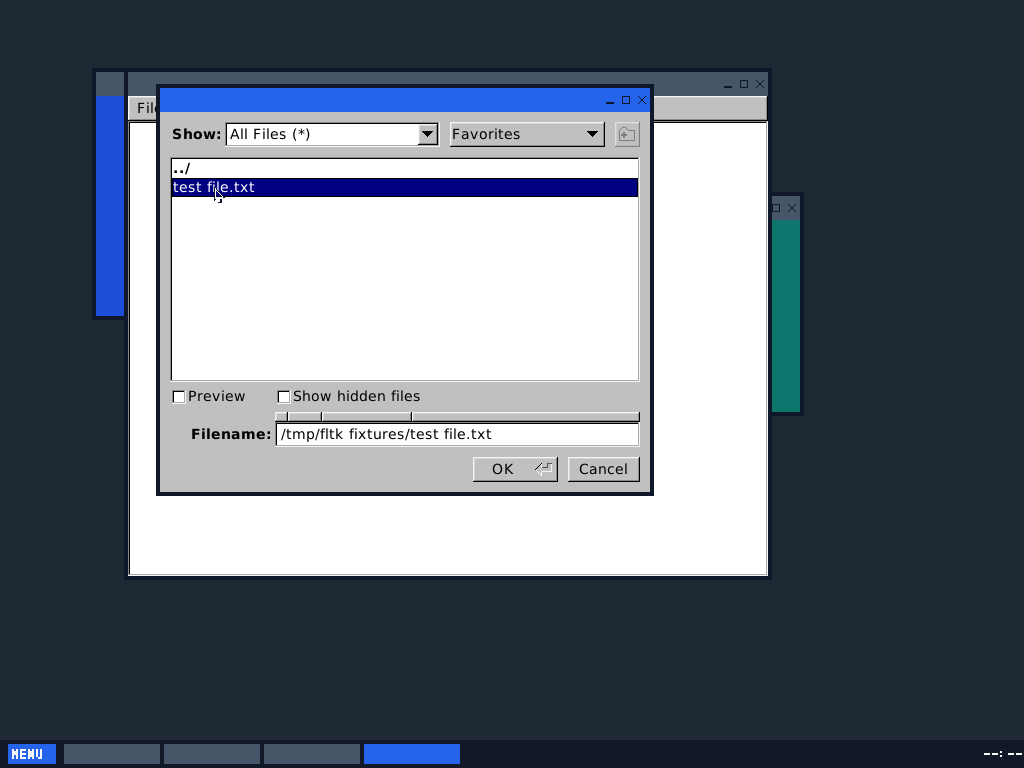 File
Show: All Files (*) Favorites
../
test file.txt
Preview Show hidden files
Filename: /tmp/fltk fixtures/test file.txt
OK Cancel
MENU --:--